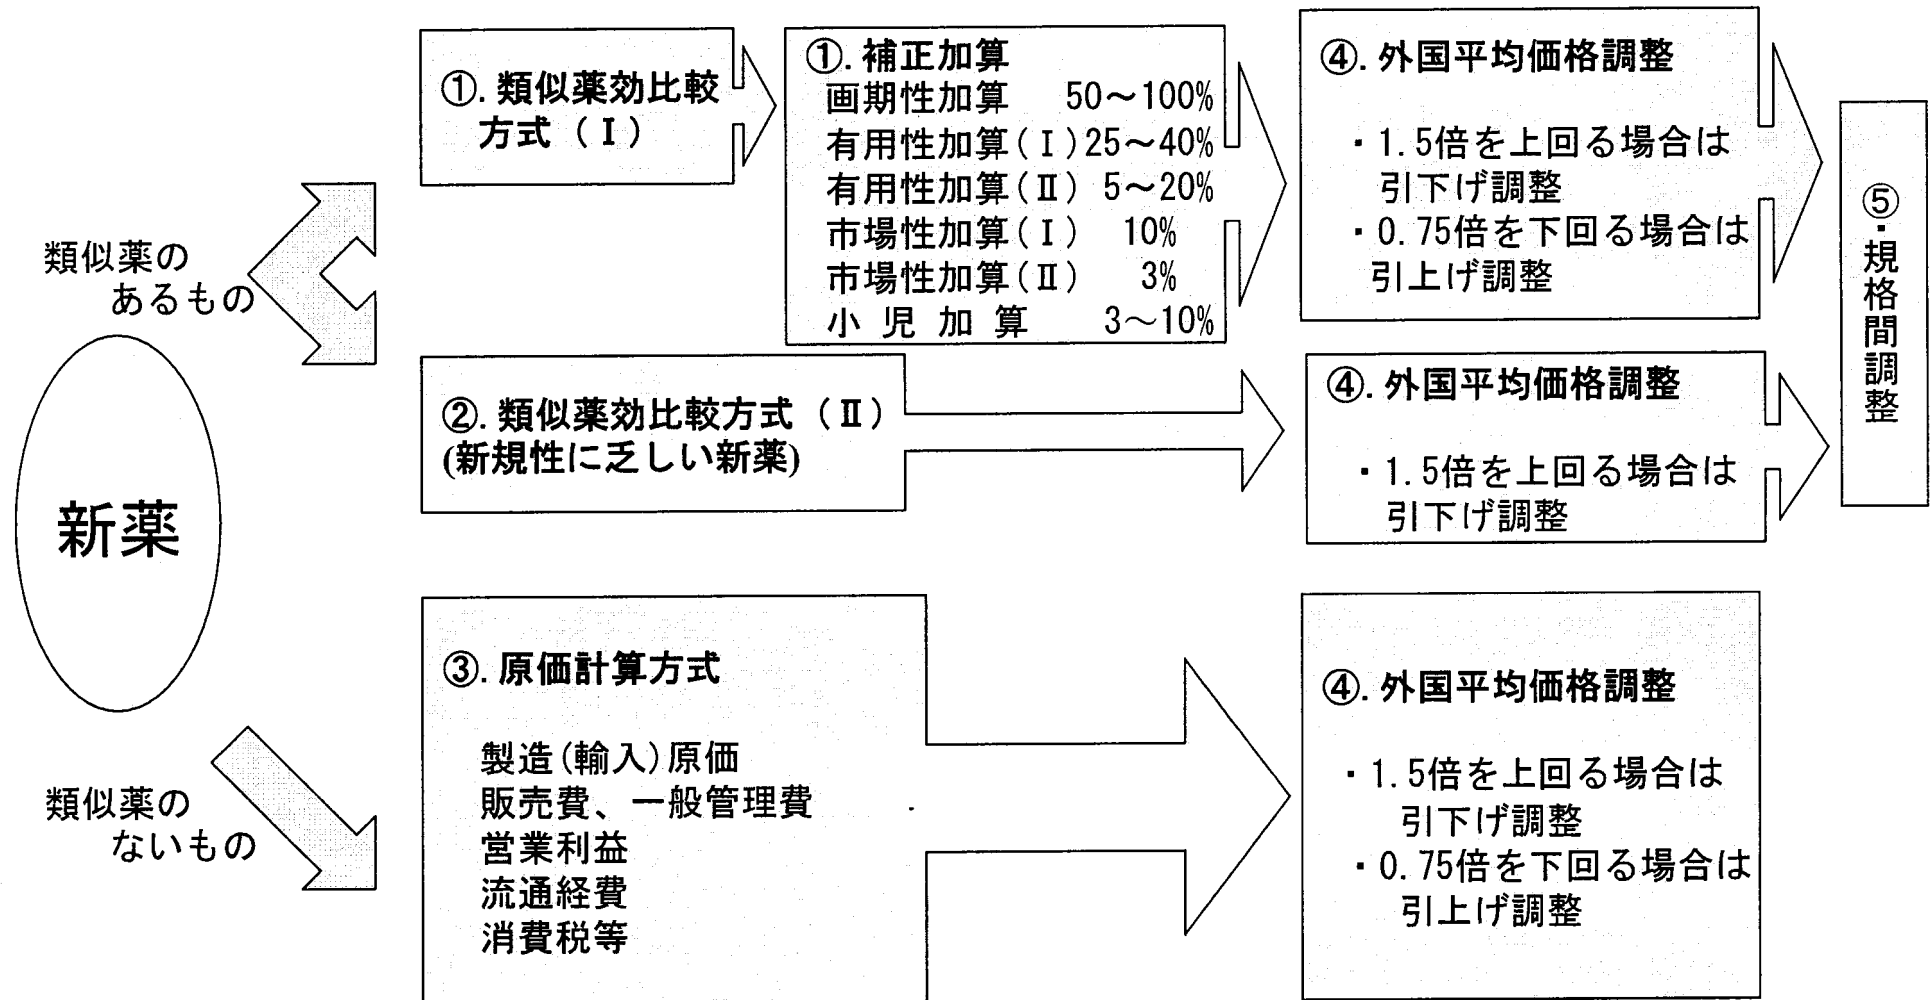 新薬
類似薬の
あるもの
①.類似薬効比較
方式（Ⅰ）
①.補正加算
画期性加算 50～100%
有用性加算(Ⅰ)25～40%
有用性加算(Ⅱ) 5～20%
市場性加算(Ⅰ) 10%
市場性加算(Ⅱ) 3%
小 児 加 算 3～10%
④.外国平均価格調整
・1.5倍を上回る場合は
引下げ調整
・0.75倍を下回る場合は
引上げ調整
②.類似薬効比較方式（Ⅱ）
(新規性に乏しい新薬)
④.外国平均価格調整
・1.5倍を上回る場合は
引下げ調整
⑤.規格間調整
類似薬の
ないもの
③.原価計算方式
製造(輸入)原価
販売費、一般管理費
営業利益
流通経費
消費税等
④.外国平均価格調整
・1.5倍を上回る場合は
引下げ調整
・0.75倍を下回る場合は
引上げ調整